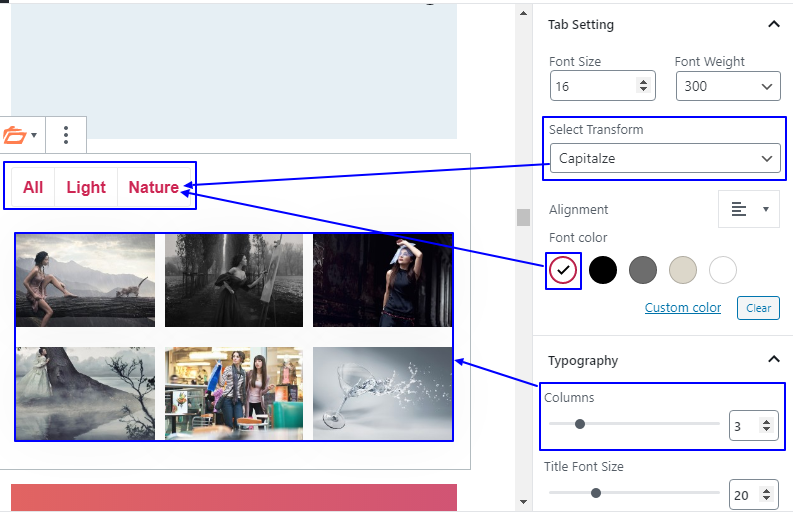 Tab Setting
Font Size Font Weight
16 300
Select Transform
Capitalze
All Light Nature
Alignment
Font color
Custom color Clear
Typography
Columns
3
Title Font Size
20